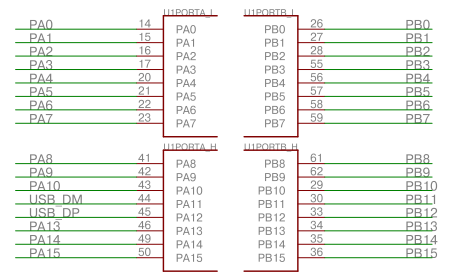 U1PORTA_L
PA0 14 PA0
PA1 15 PA1
PA2 16 PA2
PA3 17 PA3
PA4 20 PA4
PA5 21 PA5
PA6 22 PA6
PA7 23 PA7
U1PORTB_L
PB0 26 PB0
PB1 27 PB1
PB2 28 PB2
PB3 55 PB3
PB4 56 PB4
PB5 57 PB5
PB6 58 PB6
PB7 59 PB7
U1PORTA_H
PA8 41 PA8
PA9 42 PA9
PA10 43 PA10
USB_DM 44 PA11
USB_DP 45 PA12
PA13 46 PA13
PA14 49 PA14
PA15 50 PA15
U1PORTB_H
PB8 61 PB8
PB9 62 PB9
PB10 29 PB10
PB11 30 PB11
PB12 33 PB12
PB13 34 PB13
PB14 35 PB14
PB15 36 PB15